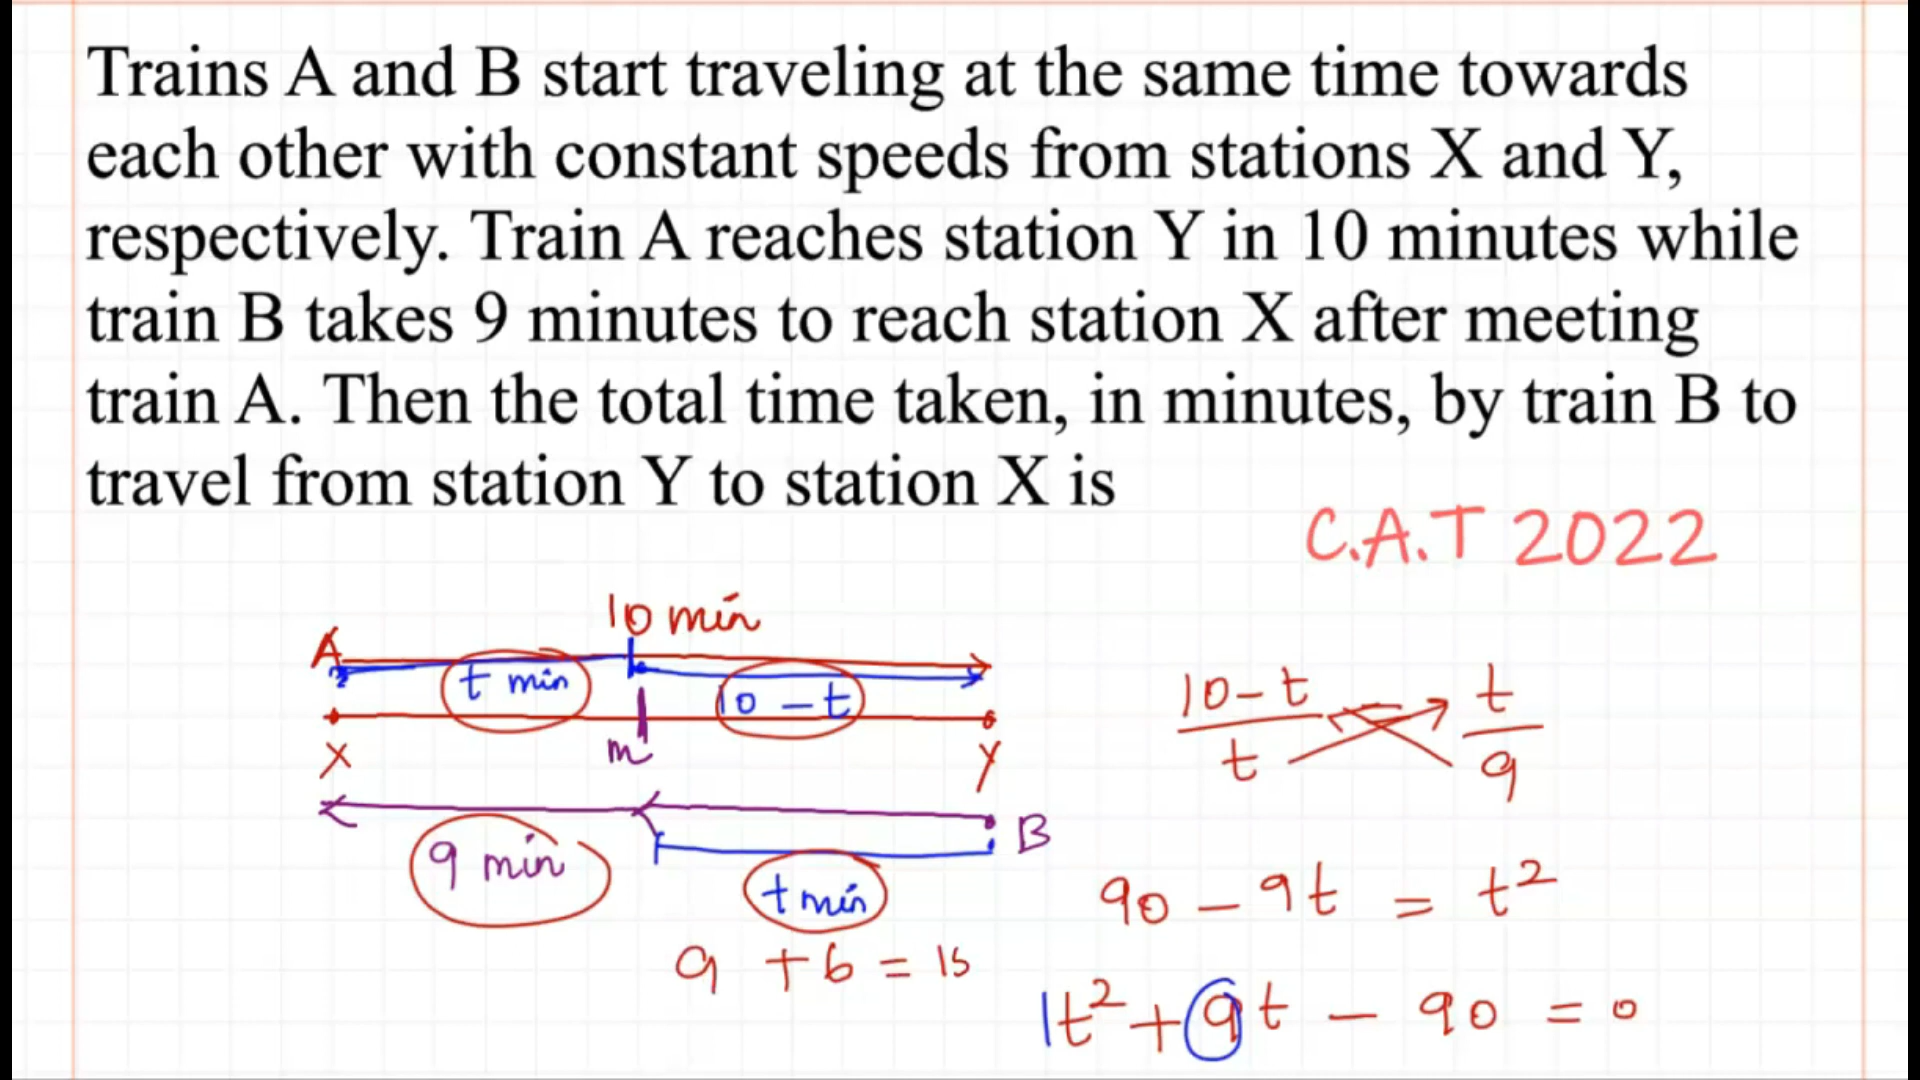 Trains A and B start traveling at the same time towards
each other with constant speeds from stations X and Y,
respectively. Train A reaches station Y in 10 minutes while
train B takes 9 minutes to reach station X after meeting
train A. Then the total time taken, in minutes, by train B to
travel from station Y to station X is
C.A.T 2022
10 min
A
t min
10 - t
X
m
Y
B
9 min
t min
9 + 6 = 15
10 - t
t
t
9
90 - 9t = t²
1t² + 9t - 90 = 0